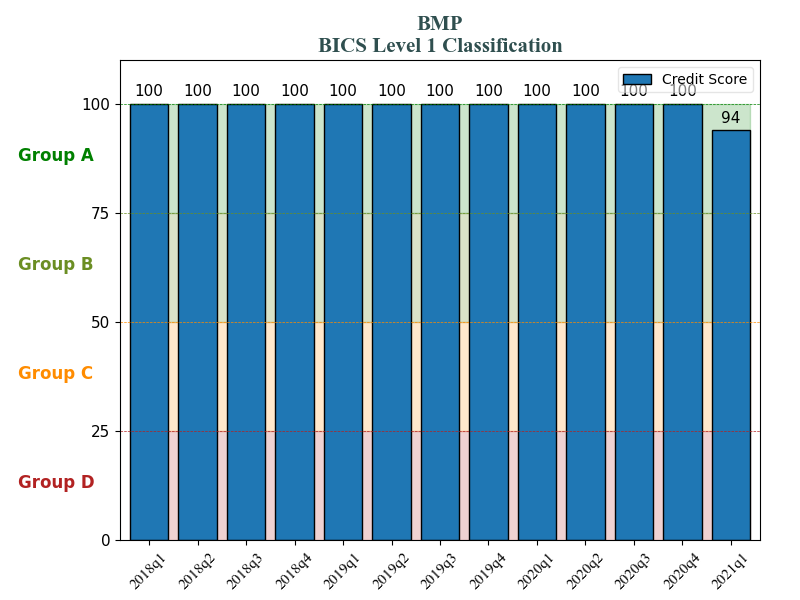 BMP
BICS Level 1 Classification
Credit Score
100 100 100 100 100 100 100 100 100 100 100 100 94
100
Group A
75
Group B
50
Group C
25
Group D
0
2018q1 2018q2 2018q3 2018q4 2019q1 2019q2 2019q3 2019q4 2020q1 2020q2 2020q3 2020q4 2021q1